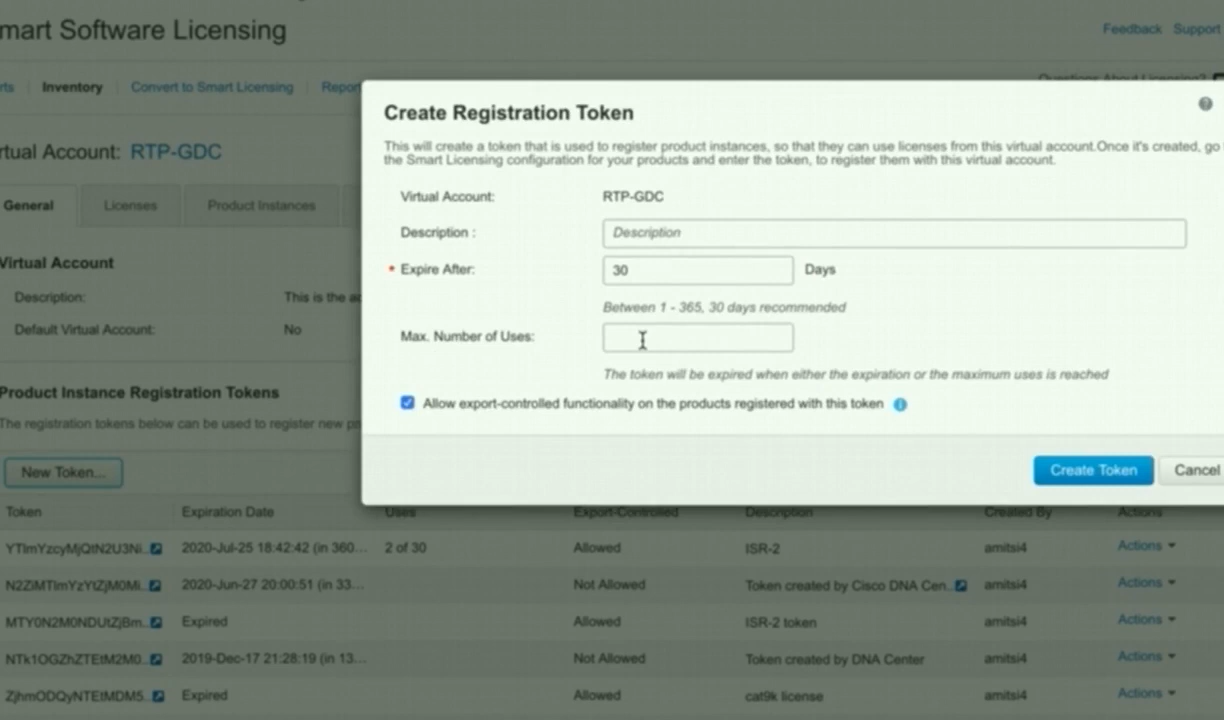 mart Software Licensing
Feedback Support
rts Inventory Convert to Smart Licensing Report
Questions About Licensing?
rtual Account: RTP-GDC
General Licenses Product Instances
Virtual Account
Description: This is the
Default Virtual Account: No
Product Instance Registration Tokens
The registration tokens below can be used to register new
New Token...
Create Registration Token
This will create a token that is used to register product instances, so that they can use licenses from this virtual account.Once it's created, go
the Smart Licensing configuration for your products and enter the token, to register them with this virtual account.
Virtual Account: RTP-GDC
Description : Description
* Expire After: 30 Days
Between 1 - 365, 30 days recommended
Max. Number of Uses:
The token will be expired when either the expiration or the maximum uses is reached
Allow export-controlled functionality on the products registered with this token
Create Token Cancel
Token Expiration Date Uses Export-Controlled Description Created By Actions
2020-Jul-25 18:42:42 (in 360... 2 of 30 Allowed ISR-2 amitsi4 Actions
2020-Jun-27 20:00:51 (in 33... Not Allowed Token created by Cisco DNA Cen.. amitsi4 Actions
Expired Allowed ISR-2 token amitsi4 Actions
2019-Dec-17 21:28:19 (in 13... Not Allowed Token created by DNA Center amitsi4 Actions
Expired Allowed cat9k license amitsi4 Actions